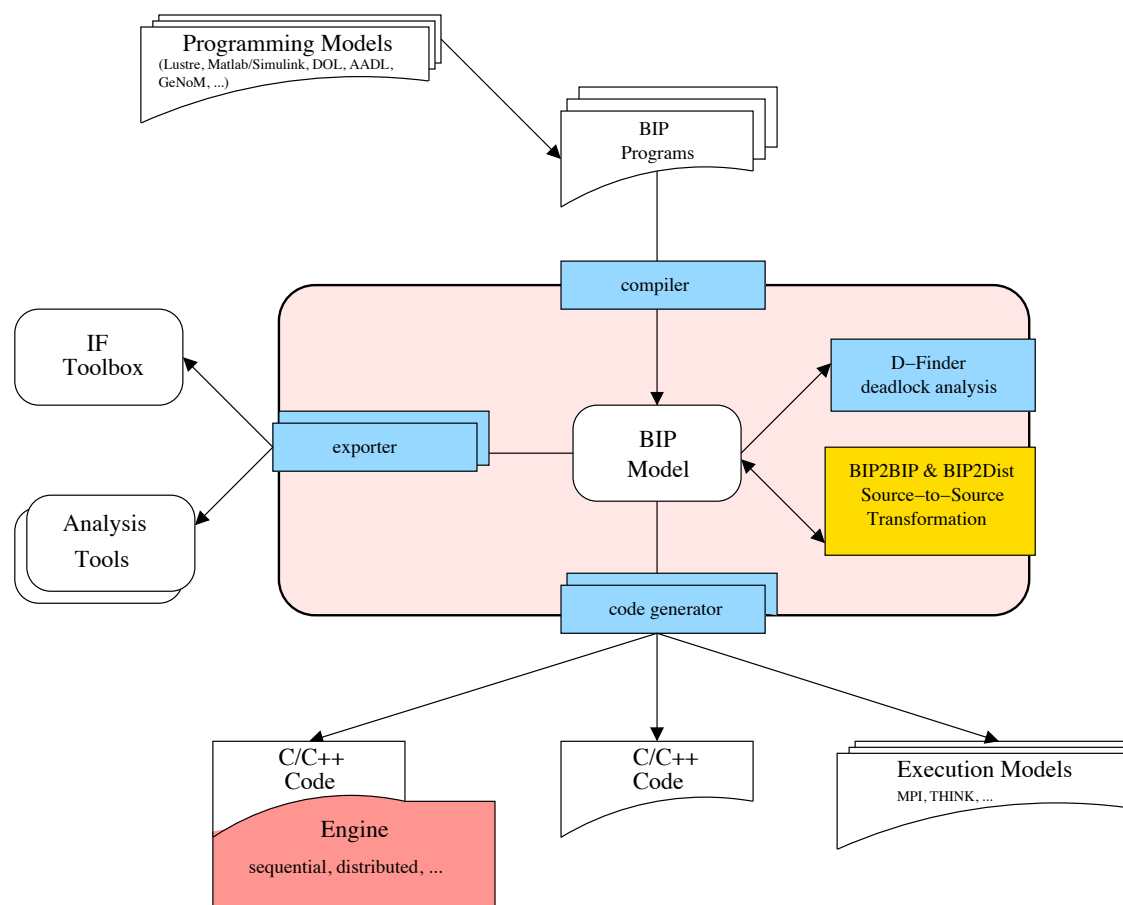 Programming Models
(Lustre, Matlab/Simulink, DOL, AADL,
GeNoM, ...)
BIP
Programs
compiler
IF
Toolbox
D−Finder
deadlock analysis
exporter
BIP
Model
BIP2BIP & BIP2Dist
Source−to−Source
Transformation
Analysis
Tools
code generator
C/C++
Code
Engine
sequential, distributed, ...
C/C++
Code
Execution Models
MPI, THINK, ...